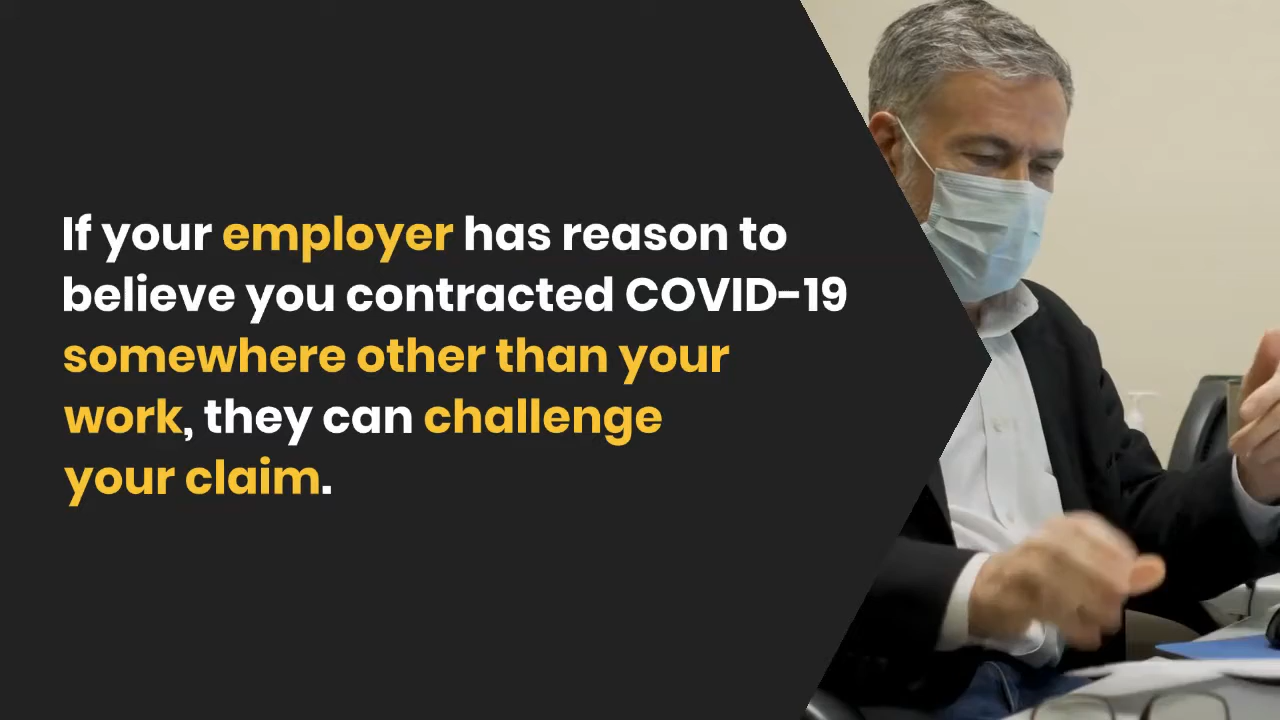 If your employer has reason to
believe you contracted COVID-19
somewhere other than your
work, they can challenge
your claim.